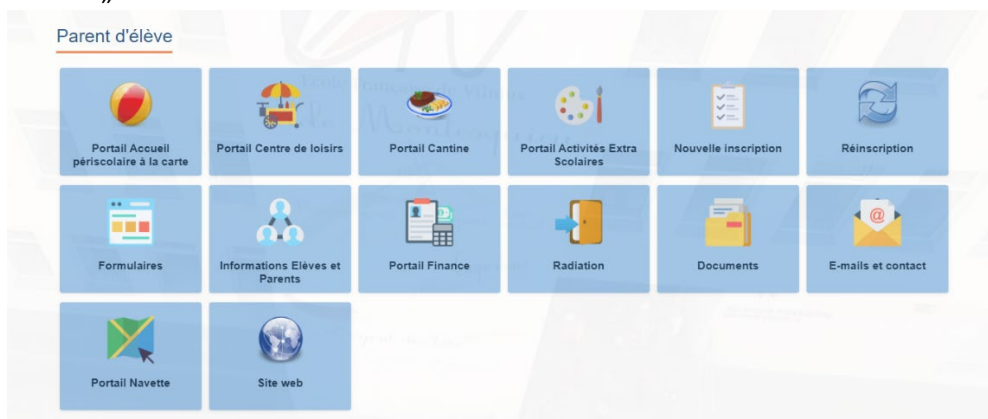 ”
Parent d'élève
Portail Accueil
périscolaire à la carte
Portail Centre de loisirs
Portail Cantine
Portail Activités Extra
Scolaires
Nouvelle inscription
Réinscription
Formulaires
Informations Elèves et
Parents
Portail Finance
Radiation
Documents
@
E-mails et contact
Portail Navette
Site web